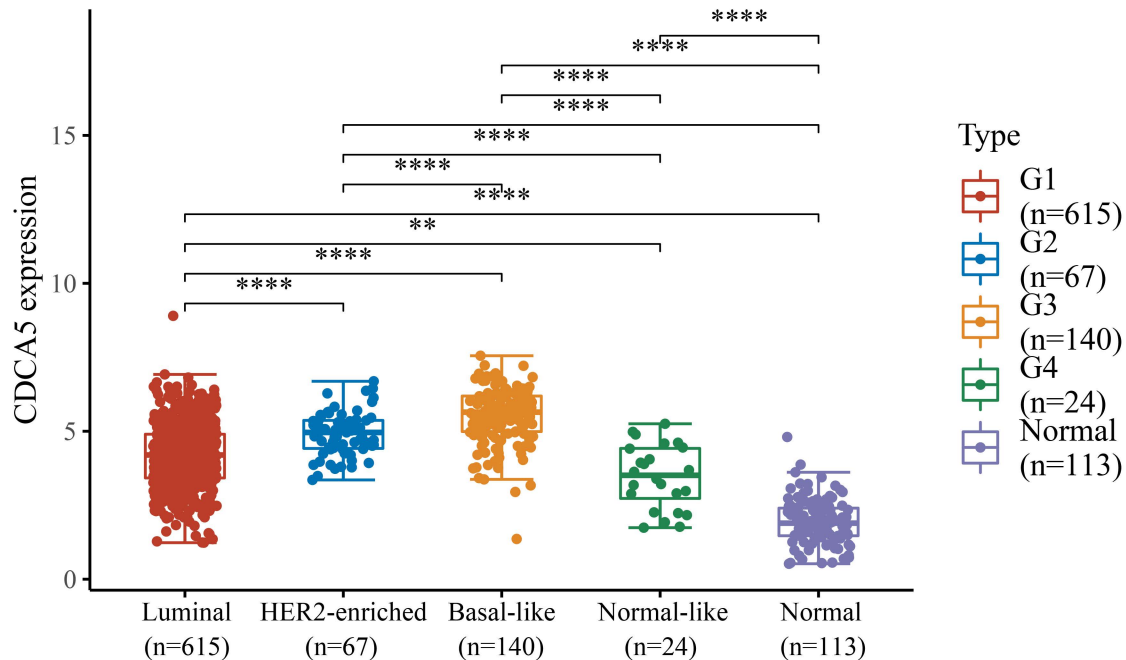 ****
****
****
****
15
****
****
****
**
****
****
10
5
0
CDCA5 expression
Luminal
(n=615)
HER2-enriched
(n=67)
Basal-like
(n=140)
Normal-like
(n=24)
Normal
(n=113)
Type
G1
(n=615)
G2
(n=67)
G3
(n=140)
G4
(n=24)
Normal
(n=113)